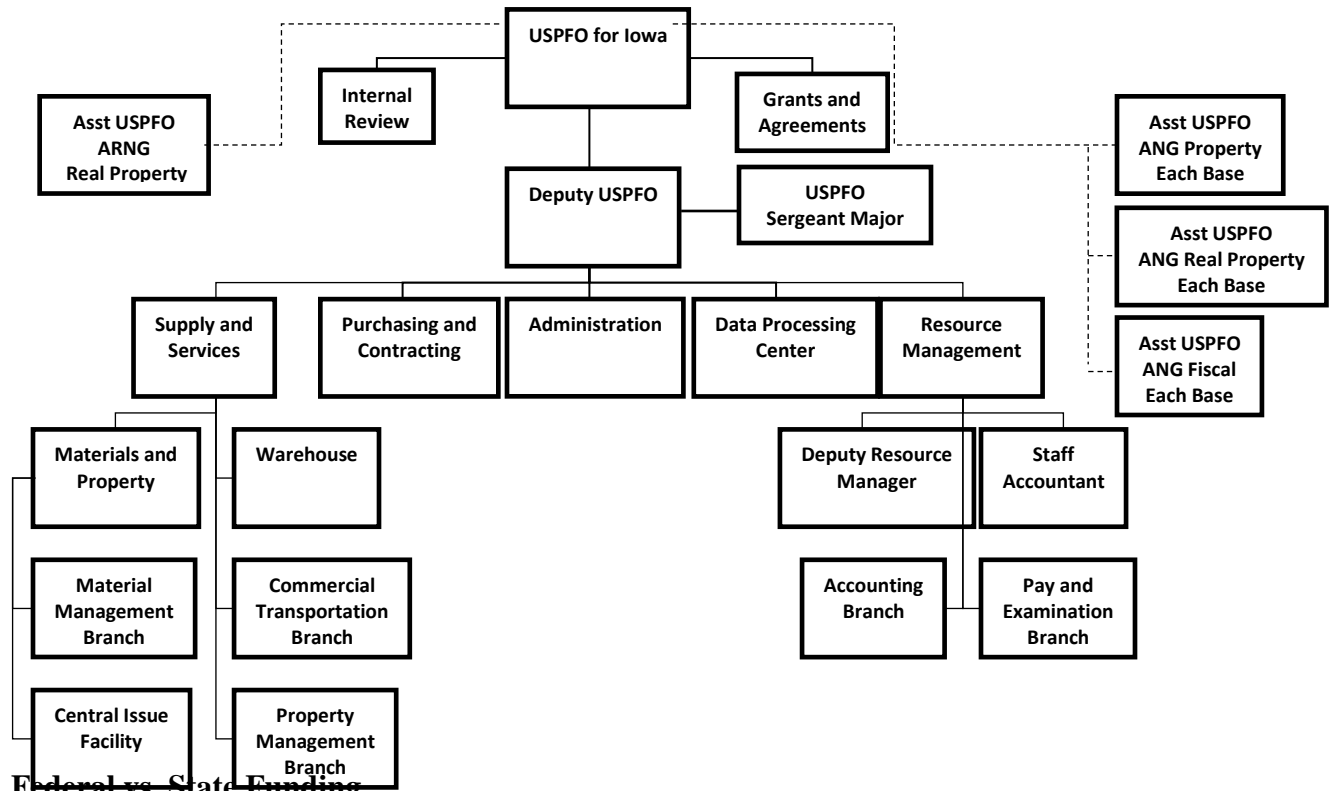 USPFO for Iowa
Internal
Review
Grants and
Agreements
Asst USPFO
ARNG
Real Property
Asst USPFO
ANG Property
Each Base
Deputy USPFO
USPFO
Sergeant Major
Asst USPFO
ANG Real Property
Each Base
Supply and
Services
Purchasing and
Contracting
Administration
Data Processing
Center
Resource
Management
Asst USPFO
ANG Fiscal
Each Base
Materials and
Property
Warehouse
Deputy Resource
Manager
Staff
Accountant
Material
Management
Branch
Commercial
Transportation
Branch
Accounting
Branch
Pay and
Examination
Branch
Central Issue
Facility
Property
Management
Branch
Federal vs. State Funding